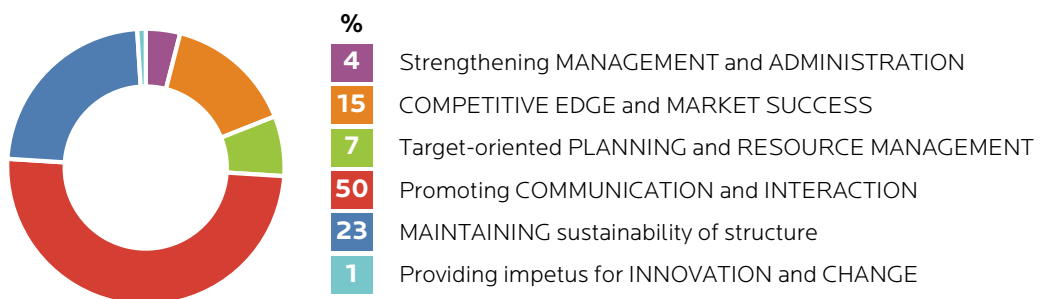 %
4 Strengthening MANAGEMENT and ADMINISTRATION
15 COMPETITIVE EDGE and MARKET SUCCESS
7 Target-oriented PLANNING and RESOURCE MANAGEMENT
50 Promoting COMMUNICATION and INTERACTION
23 MAINTAINING sustainability of structure
1 Providing impetus for INNOVATION and CHANGE